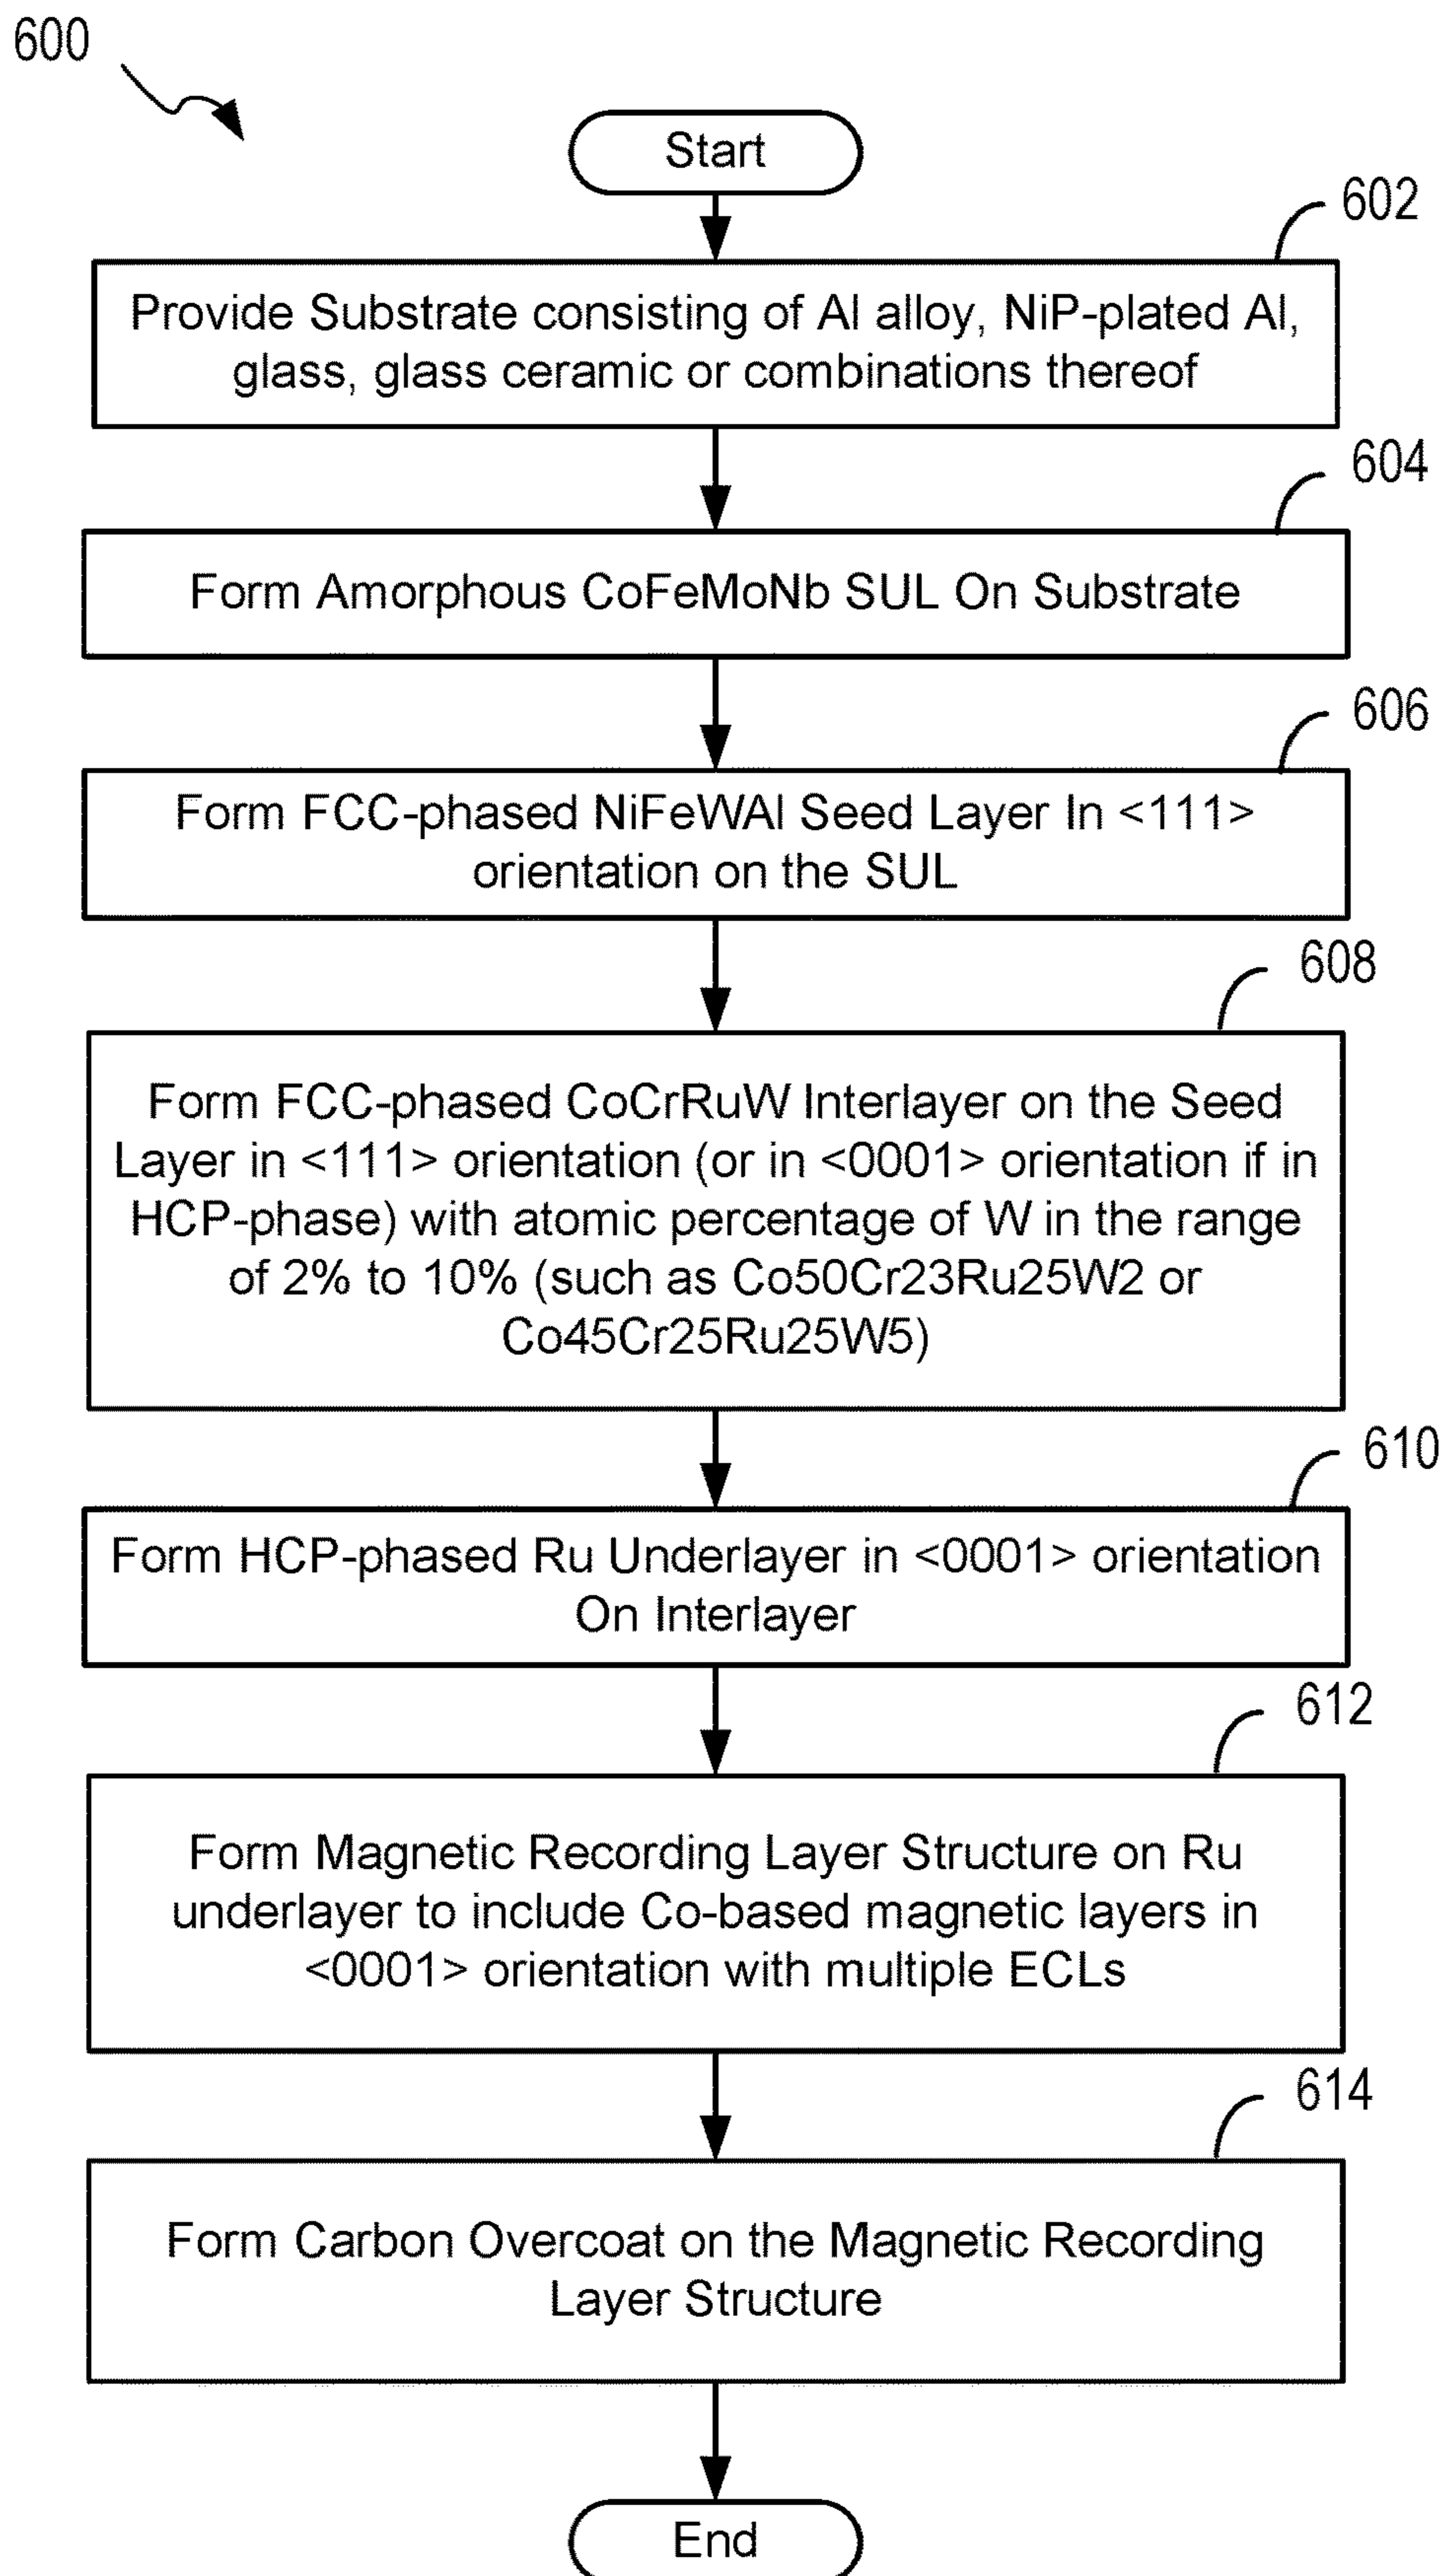 600
Start
602
Provide Substrate consisting of Al alloy, NiP-plated Al,
glass, glass ceramic or combinations thereof
604
Form Amorphous CoFeMoNb SUL On Substrate
606
Form FCC-phased NiFeWAl Seed Layer In <111>
orientation on the SUL
608
Form FCC-phased CoCrRuW Interlayer on the Seed
Layer in <111> orientation (or in <0001> orientation if in
HCP-phase) with atomic percentage of W in the range
of 2% to 10% (such as Co50Cr23Ru25W2 or
Co45Cr25Ru25W5)
610
Form HCP-phased Ru Underlayer in <0001> orientation
On Interlayer
612
Form Magnetic Recording Layer Structure on Ru
underlayer to include Co-based magnetic layers in
<0001> orientation with multiple ECLs
614
Form Carbon Overcoat on the Magnetic Recording
Layer Structure
End